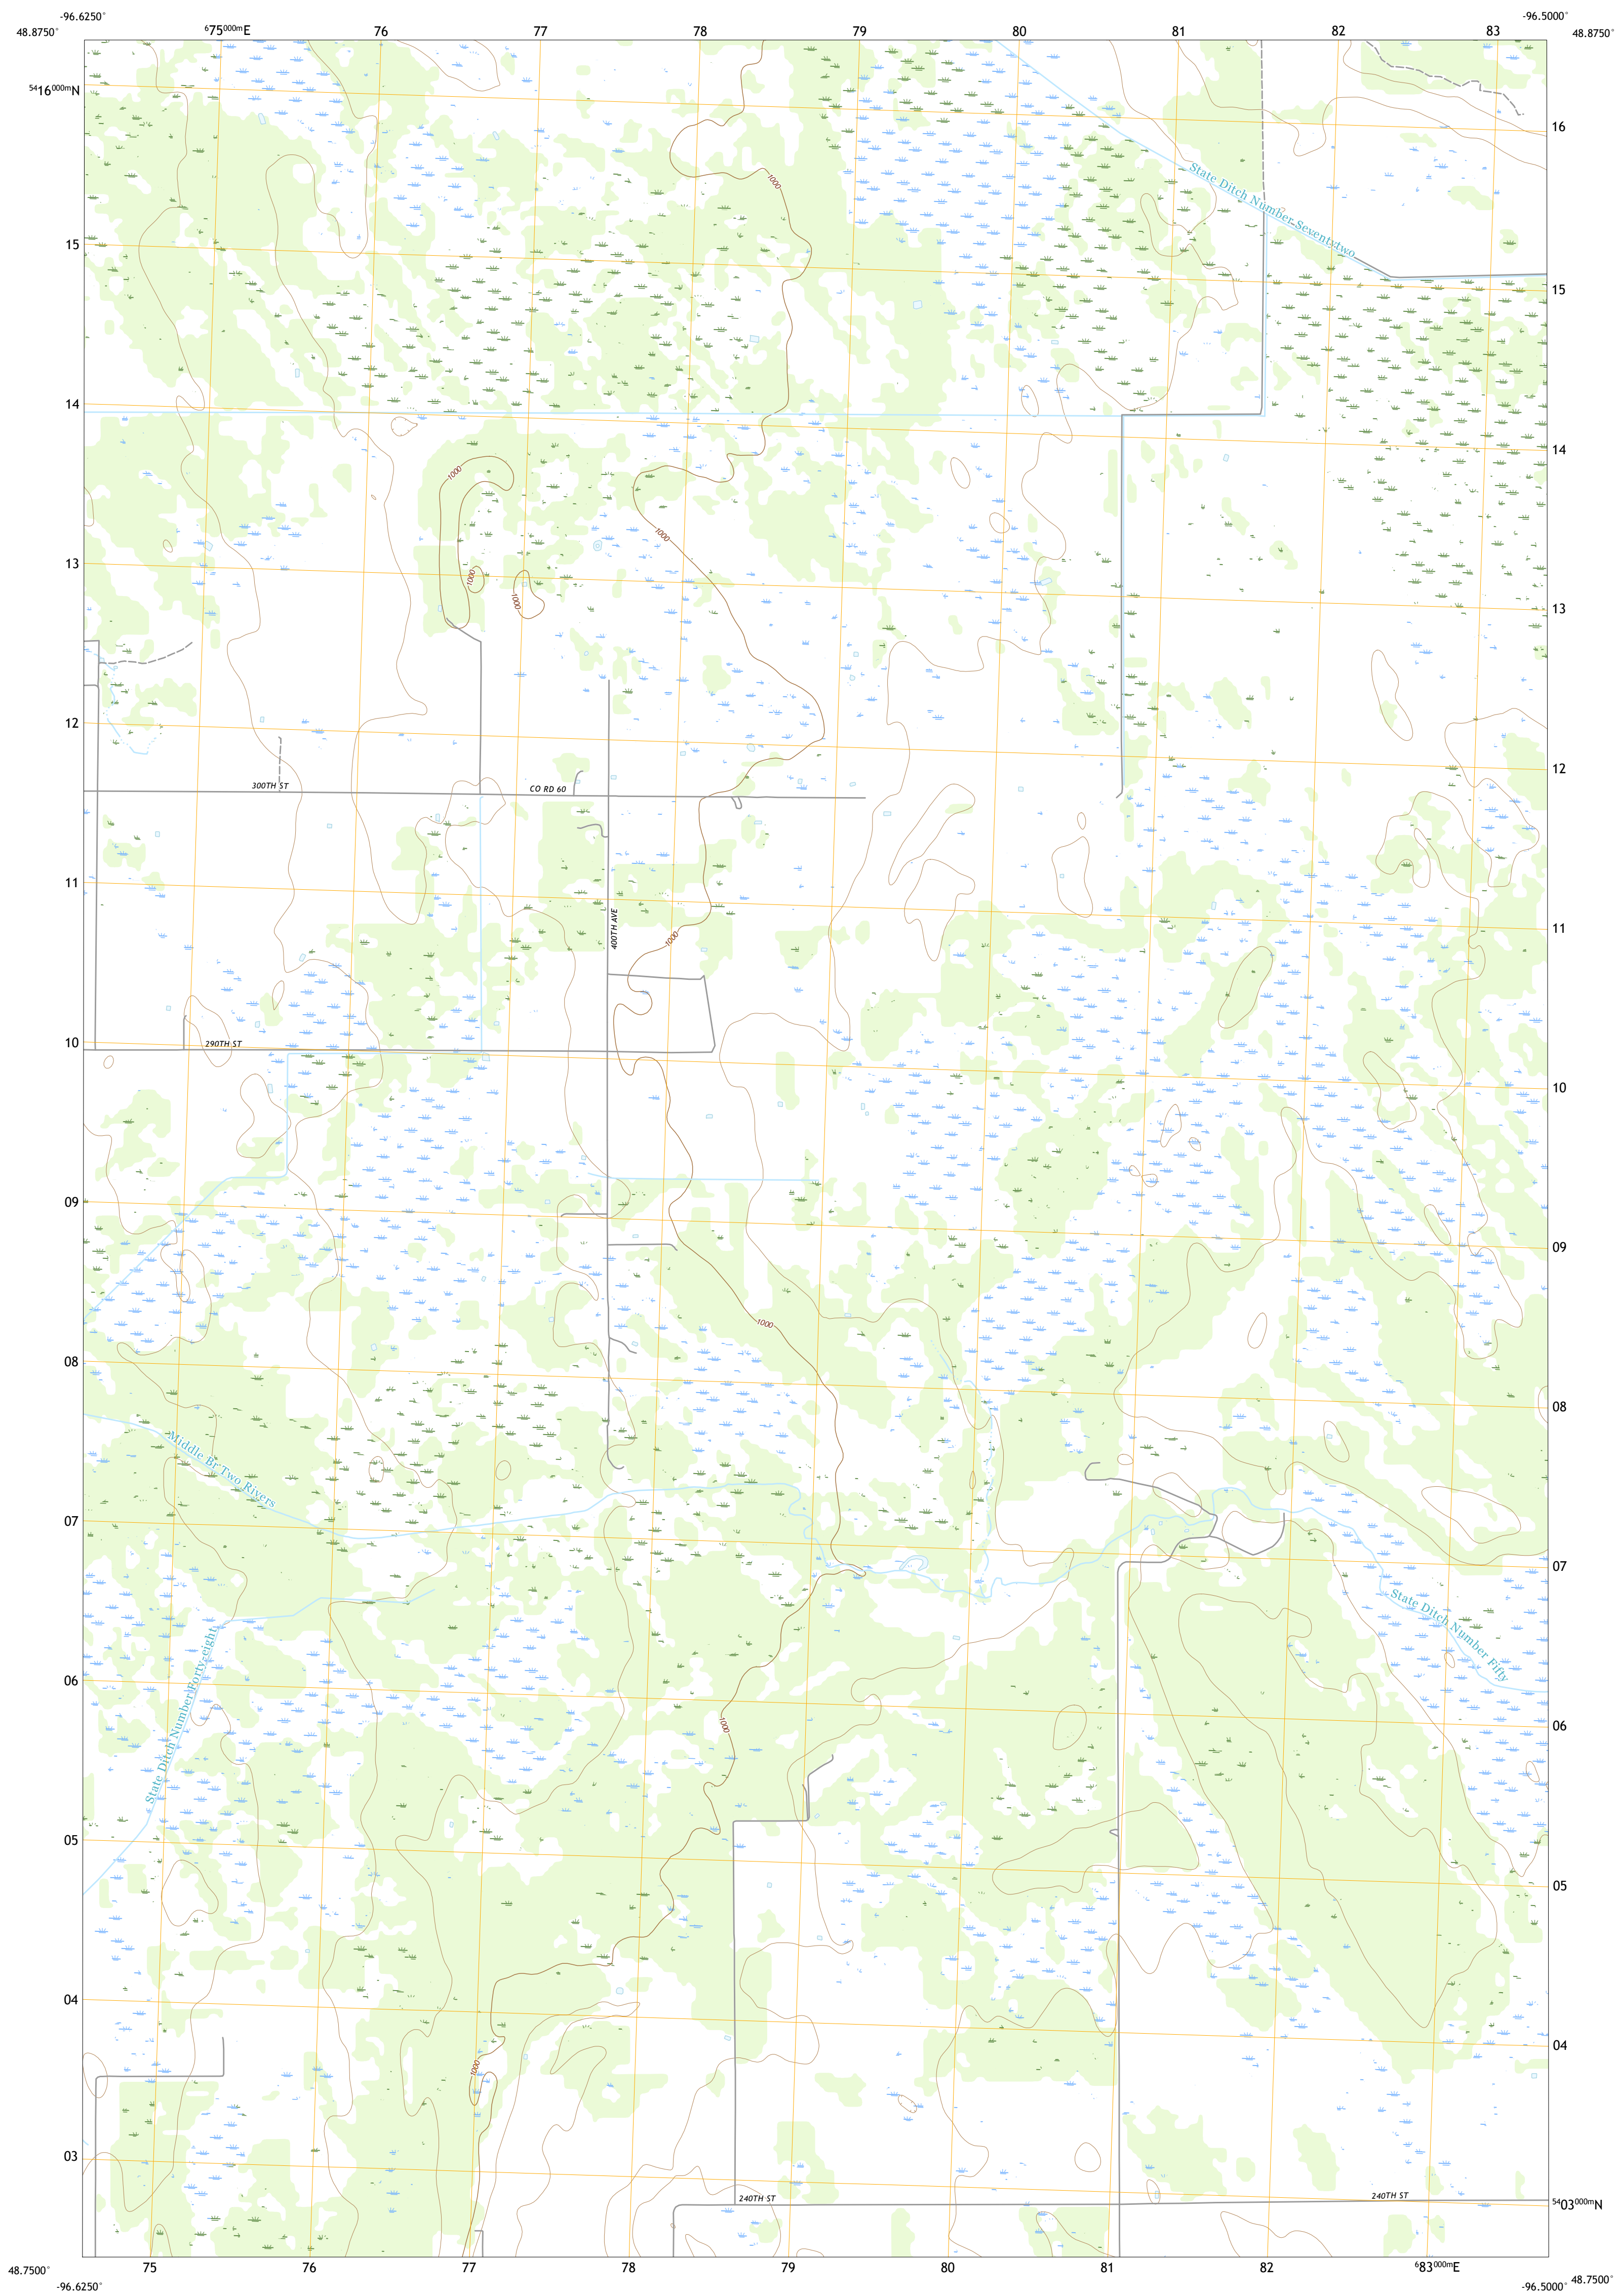 -96.6250° -96.5000°
48.8750° ⁶75⁰⁰⁰ᵐE 76 77 78 79 80 81 82 83 48.8750°
⁵⁴16⁰⁰⁰ᵐN
16
1000
State Ditch Number Seventy two
15
15
14
14
1000
1000
13
1000
1000
13
12
12
300TH ST
CO RD 60
11
400TH AVE
11
1000
10
290TH ST
10
09
09
1000
08
08
Middle Br Two Rivers
07
07
State Ditch Number Fifty
State Ditch Number Forty-eight
06
1000
06
05
05
04
04
1000
03
240TH ST
240TH ST
⁵⁴03⁰⁰⁰ᵐN
48.7500° 75 76 77 78 79 80 81 82 ⁶83⁰⁰⁰ᵐE 48.7500°
-96.6250° -96.5000°